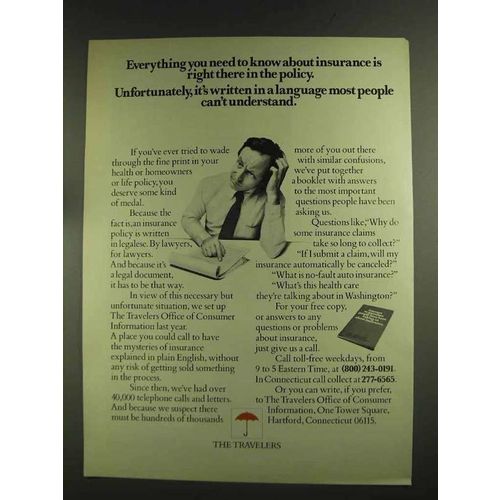 Everything you need to know about insurance is
right there in the policy.
Unfortunately, it's written in a language most people
can't understand.
If you've ever tried to wade
through the fine print in your
health or homeowners
or life policy, you
deserve some kind
of medal.
Because the
fact is, an insurance
policy is written
in legalese. By lawyers,
for lawyers.
And because it's
a legal document,
it has to be that way.
In view of this necessary but
unfortunate situation, we set up
The Travelers Office of Consumer
Information last year.
A place you could call to have
the mysteries of insurance
explained in plain English, without
any risk of getting sold something
in the process.
Since then, we've had over
40,000 telephone calls and letters.
And because we suspect there
must be hundreds of thousands
more of you out there
with similar confusions,
we've put together
a booklet with answers
to the most important
questions people have been
asking us.
Questions like, "Why do
some insurance claims
take so long to collect?"
"If I submit a claim, will my
insurance automatically be canceled?"
"What is no-fault auto insurance?"
"What's this health care
they're talking about in Washington?"
For your free copy,
or answers to any
questions or problems
about insurance,
just give us a call.
Call toll-free weekdays, from
9 to 5 Eastern Time, at (800) 243-0191.
In Connecticut call collect at 277-6565.
Or you can write, if you prefer,
to The Travelers Office of Consumer
Information, One Tower Square,
Hartford, Connecticut 06115.
THE TRAVELERS